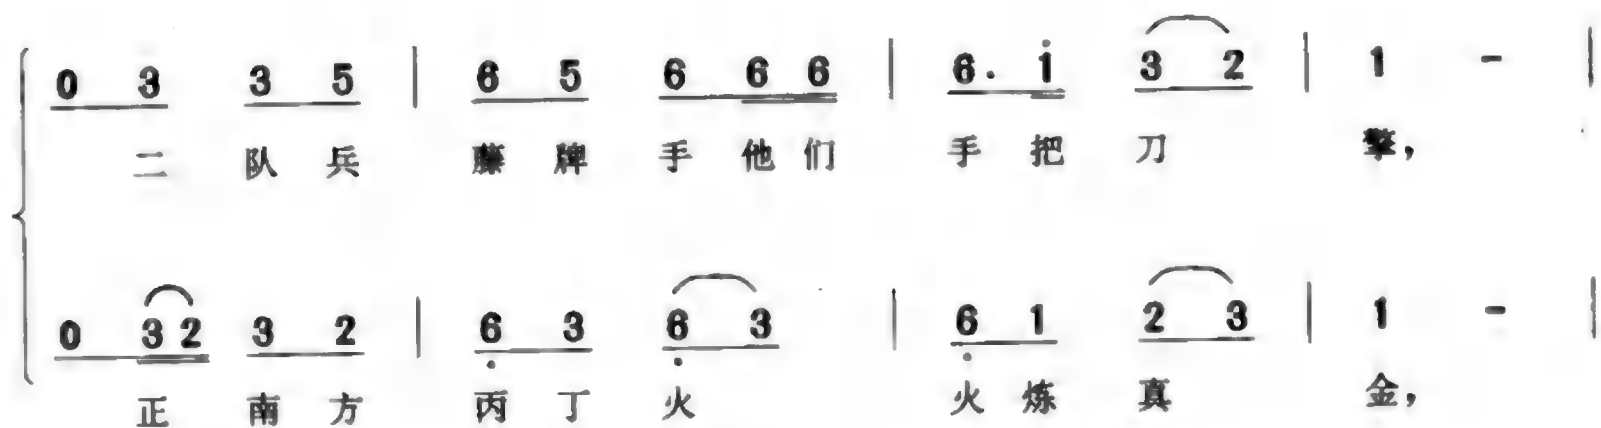 0 3 3 5 | 6 5 6 6 6 | 6· i̇ 3 2 | 1 - |
二 队 兵 藤 牌 手 他 们 手 把 刀 擎，
0 3 2 3 2 | 6̣ 3 6̣ 3 | 6̣ 1 2 3 | 1 - |
正 南 方 丙 丁 火 火 炼 真 金，